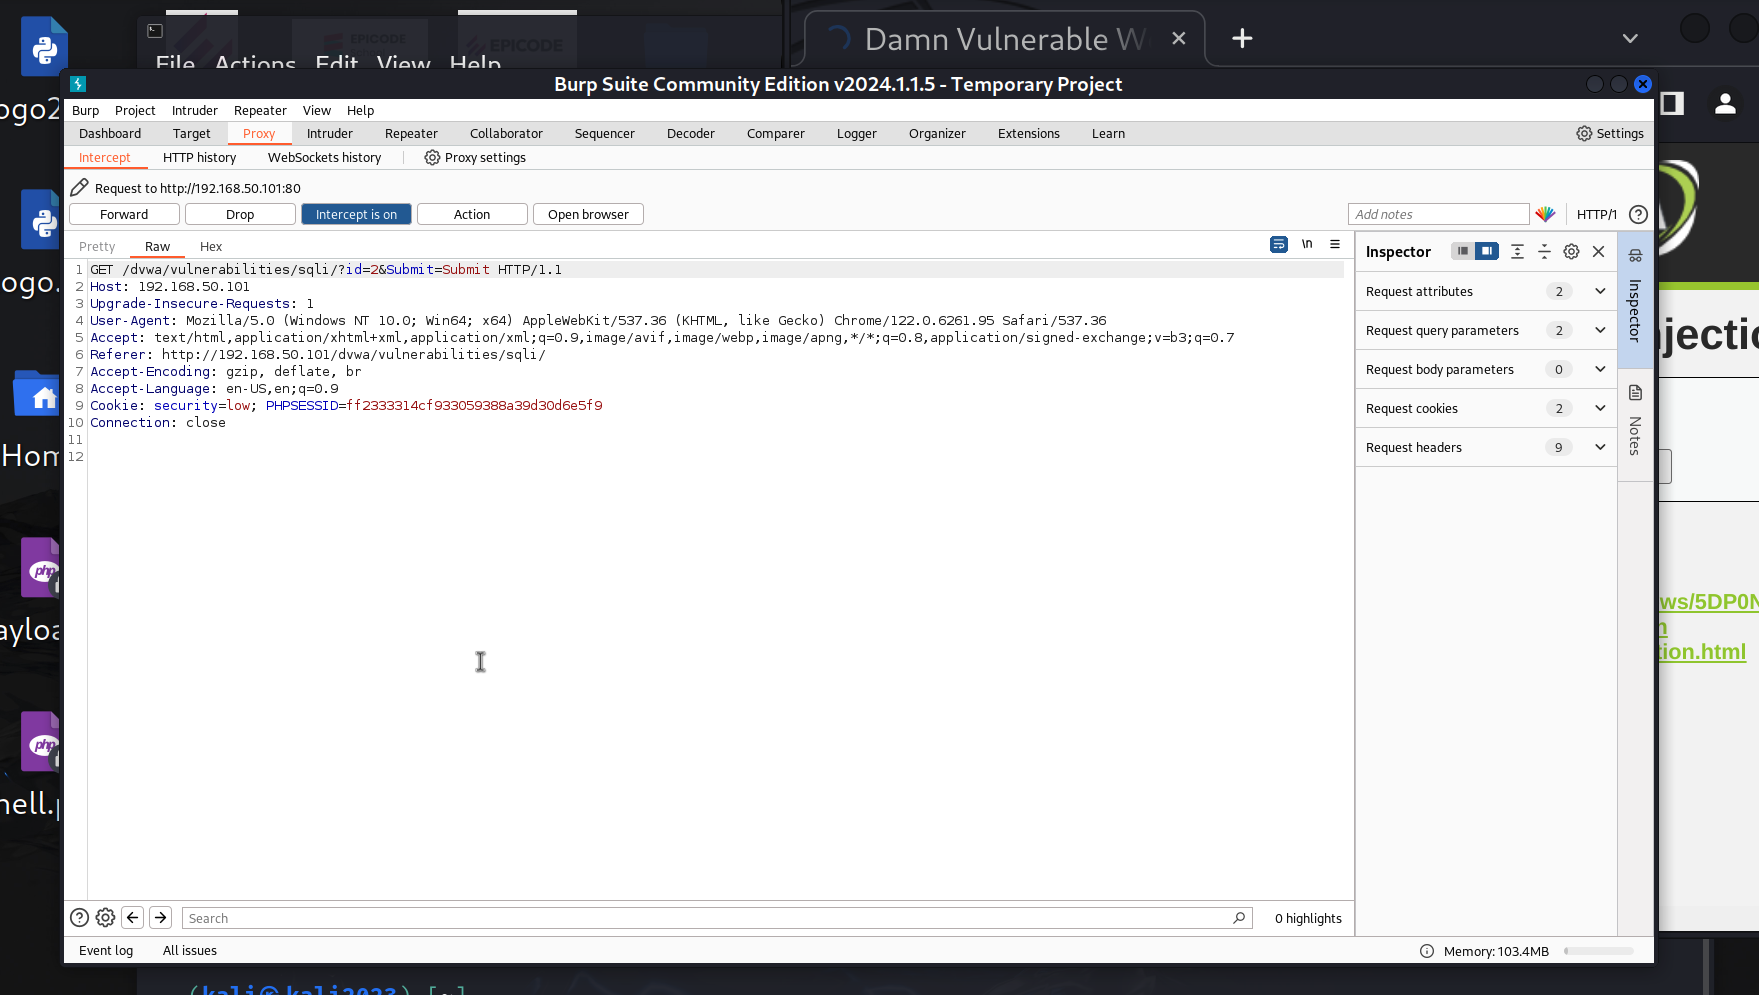 ogo2
EPICODE
EPICODE
File Actions Edit View Help
Damn Vulnerable W
Burp Suite Community Edition v2024.1.1.5 - Temporary Project
Burp Project Intruder Repeater View Help
Dashboard Target Proxy Intruder Repeater Collaborator Sequencer Decoder Comparer Logger Organizer Extensions Learn Settings
Intercept HTTP history WebSockets history Proxy settings
Request to http://192.168.50.101:80
Forward Drop Intercept is on Action Open browser Add notes HTTP/1 ?
Pretty Raw Hex \n
Inspector
1 GET /dvwa/vulnerabilities/sqli/?id=2&Submit=Submit HTTP/1.1
2 Host: 192.168.50.101
3 Upgrade-Insecure-Requests: 1
4 User-Agent: Mozilla/5.0 (Windows NT 10.0; Win64; x64) AppleWebKit/537.36 (KHTML, like Gecko) Chrome/122.0.6261.95 Safari/537.36
5 Accept: text/html,application/xhtml+xml,application/xml;q=0.9,image/avif,image/webp,image/apng,*/*;q=0.8,application/signed-exchange;v=b3;q=0.7
6 Referer: http://192.168.50.101/dvwa/vulnerabilities/sqli/
7 Accept-Encoding: gzip, deflate, br
8 Accept-Language: en-US,en;q=0.9
9 Cookie: security=low; PHPSESSID=ff2333314cf933059388a39d30d6e5f9
10 Connection: close
11
12
Request attributes 2
Request query parameters 2
Request body parameters 0
Request cookies 2
Request headers 9
Inspector
Notes
ogo.
Hom
php
ayloa
php
hell.p
njectio
ws/5DP0N
n
tion.html
? Search 0 highlights
Event log All issues Memory: 103.4MB
(kali㉿kali2023) [~]